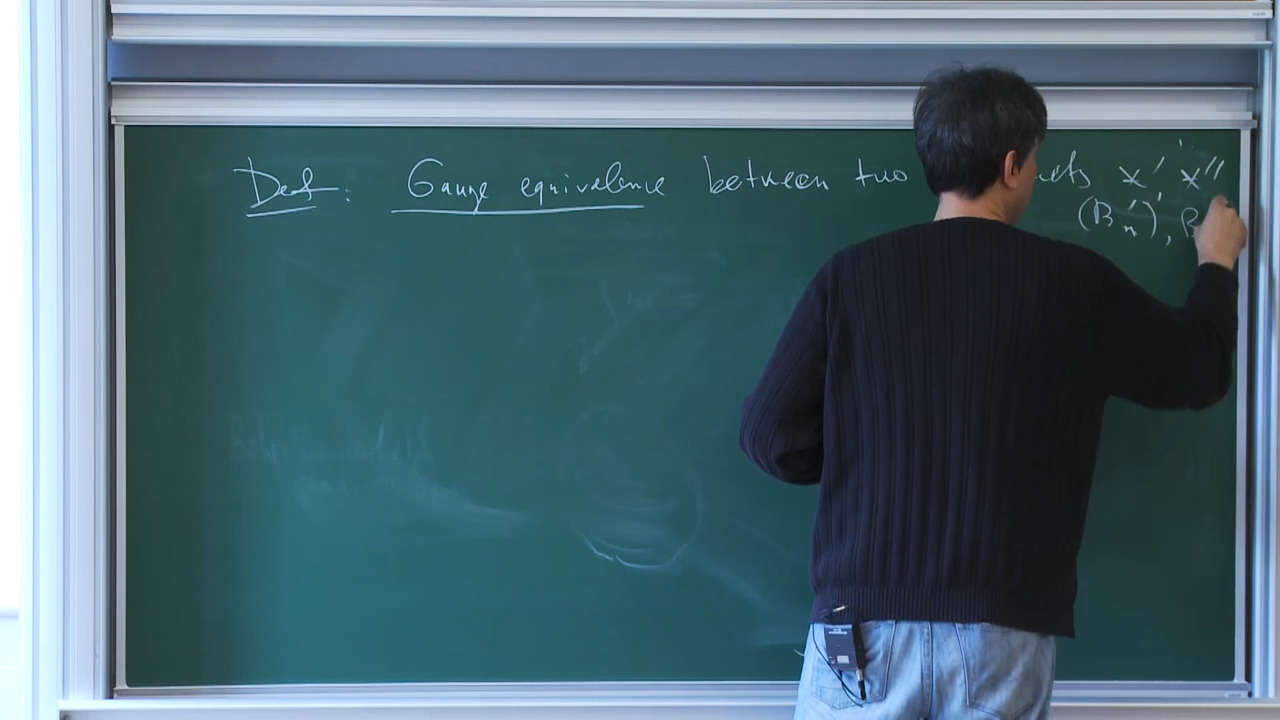 Def: Gauge equivalence between two x', x''
(B'n), B